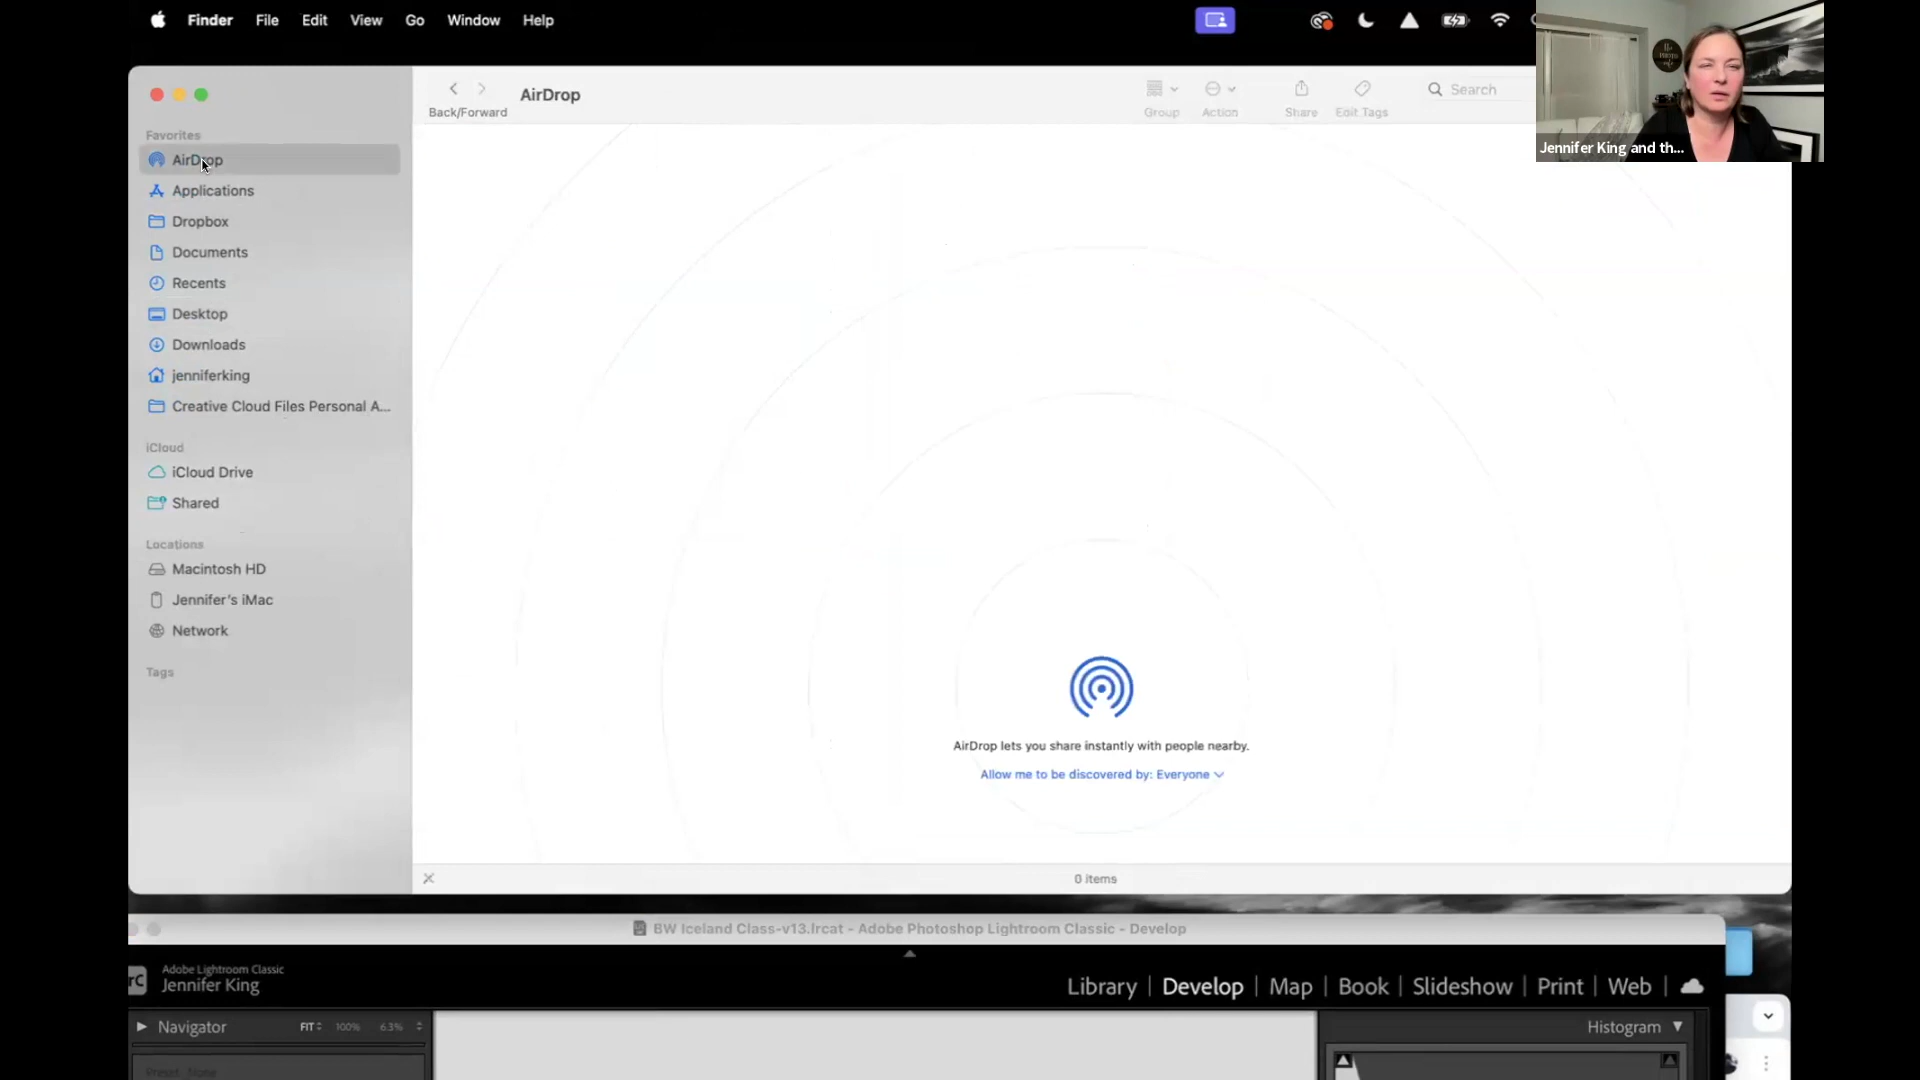 Finder File Edit View Go Window Help
Jennifer King and th...
Back/Forward
AirDrop
Group
Action
Share
Edit Tags
Search
Favorites
AirDrop
Applications
Dropbox
Documents
Recents
Desktop
Downloads
jenniferking
Creative Cloud Files Personal A...
iCloud
iCloud Drive
Shared
Locations
Macintosh HD
Jennifer's iMac
Network
Tags
AirDrop lets you share instantly with people nearby.
Allow me to be discovered by: Everyone
0 items
BW Iceland Class-v13.lrcat - Adobe Photoshop Lightroom Classic - Develop
rC
Adobe Lightroom Classic
Jennifer King
Library | Develop | Map | Book | Slideshow | Print | Web |
Navigator FIT 100% 6.3%
Histogram
Preset: None